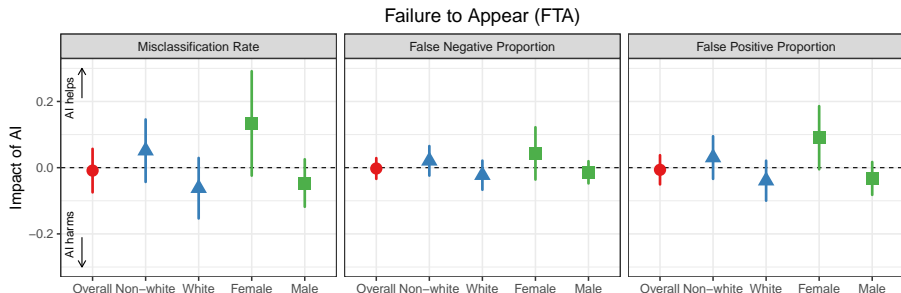 Failure to Appear (FTA)
Misclassification Rate
False Negative Proportion
False Positive Proportion
Impact of AI
AI helps
AI harms
0.2
0.0
−0.2
Overall Non−white White Female Male
Overall Non−white White Female Male
Overall Non−white White Female Male